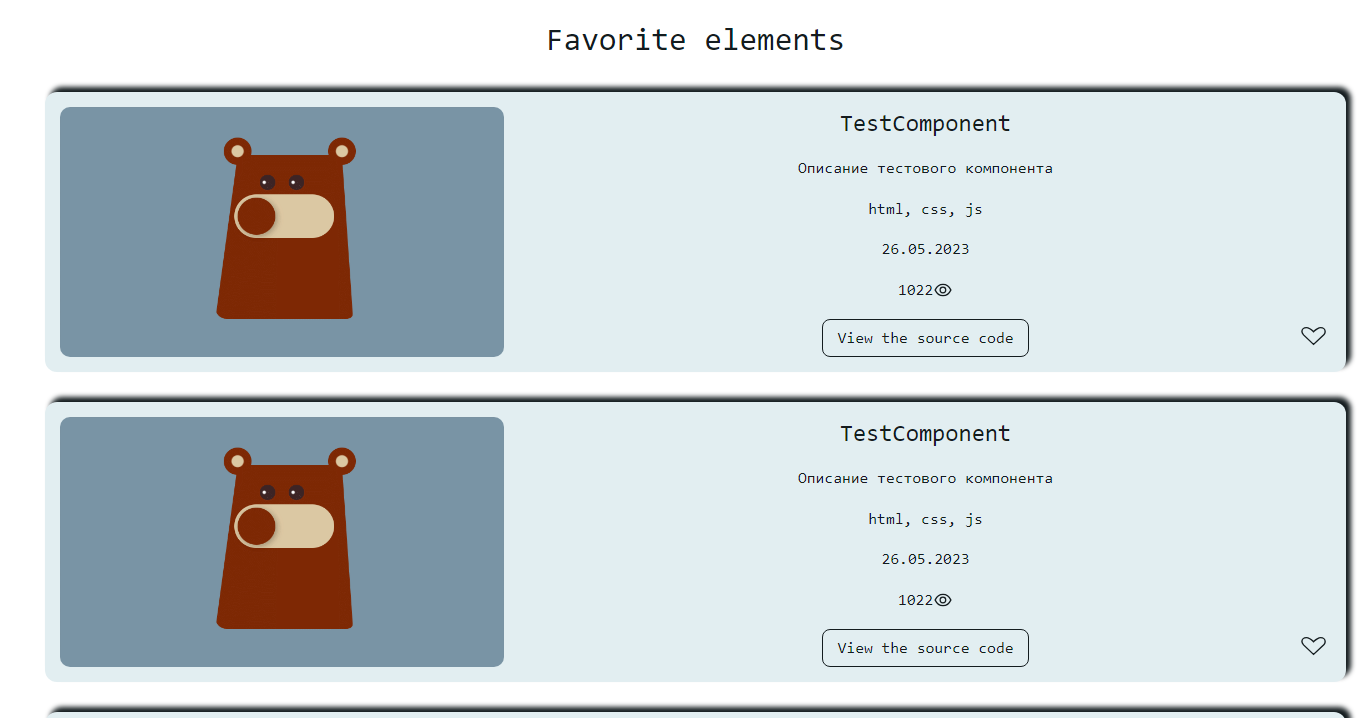 Favorite elements
TestComponent
Описание тестового компонента
html, css, js
26.05.2023
1022
View the source code
TestComponent
Описание тестового компонента
html, css, js
26.05.2023
1022
View the source code